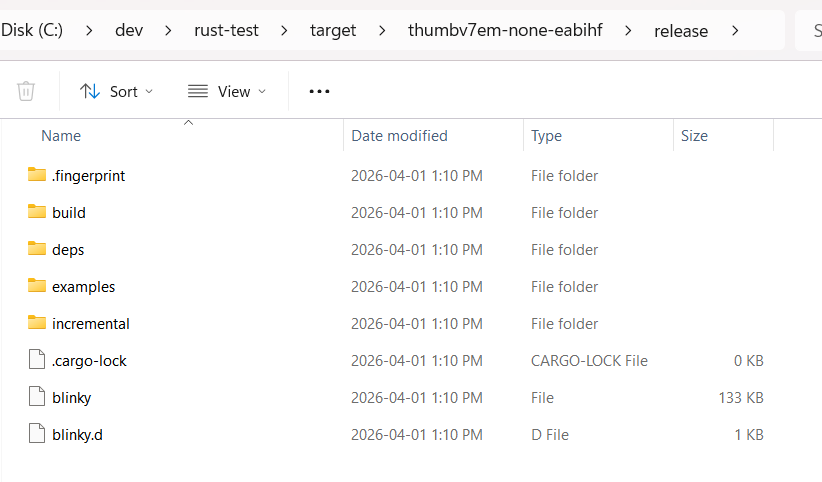 Disk (C:) > dev > rust-test > target > thumbv7em-none-eabihf > release >
Sort View
Name Date modified Type Size
.fingerprint 2026-04-01 1:10 PM File folder
build 2026-04-01 1:10 PM File folder
deps 2026-04-01 1:10 PM File folder
examples 2026-04-01 1:10 PM File folder
incremental 2026-04-01 1:10 PM File folder
.cargo-lock 2026-04-01 1:10 PM CARGO-LOCK File 0 KB
blinky 2026-04-01 1:10 PM File 133 KB
blinky.d 2026-04-01 1:10 PM D File 1 KB